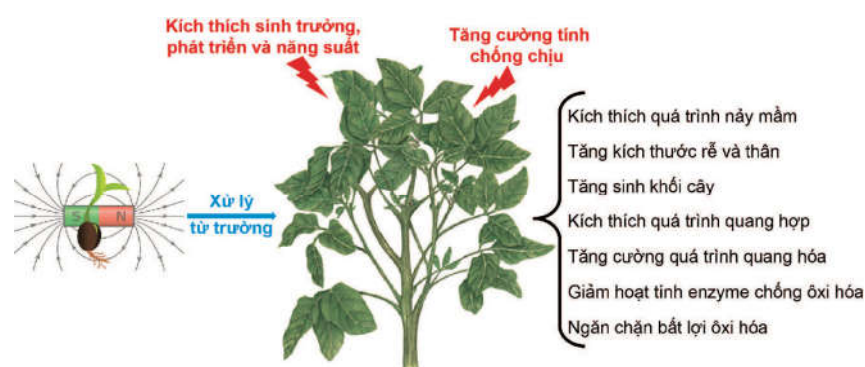 Kích thích sinh trưởng,
phát triển và năng suất
Tăng cường tính
chống chịu
S N
Xử lý
từ trường
Kích thích quá trình nảy mầm
Tăng kích thước rễ và thân
Tăng sinh khối cây
Kích thích quá trình quang hợp
Tăng cường quá trình quang hóa
Giảm hoạt tính enzyme chống ôxi hóa
Ngăn chặn bất lợi ôxi hóa